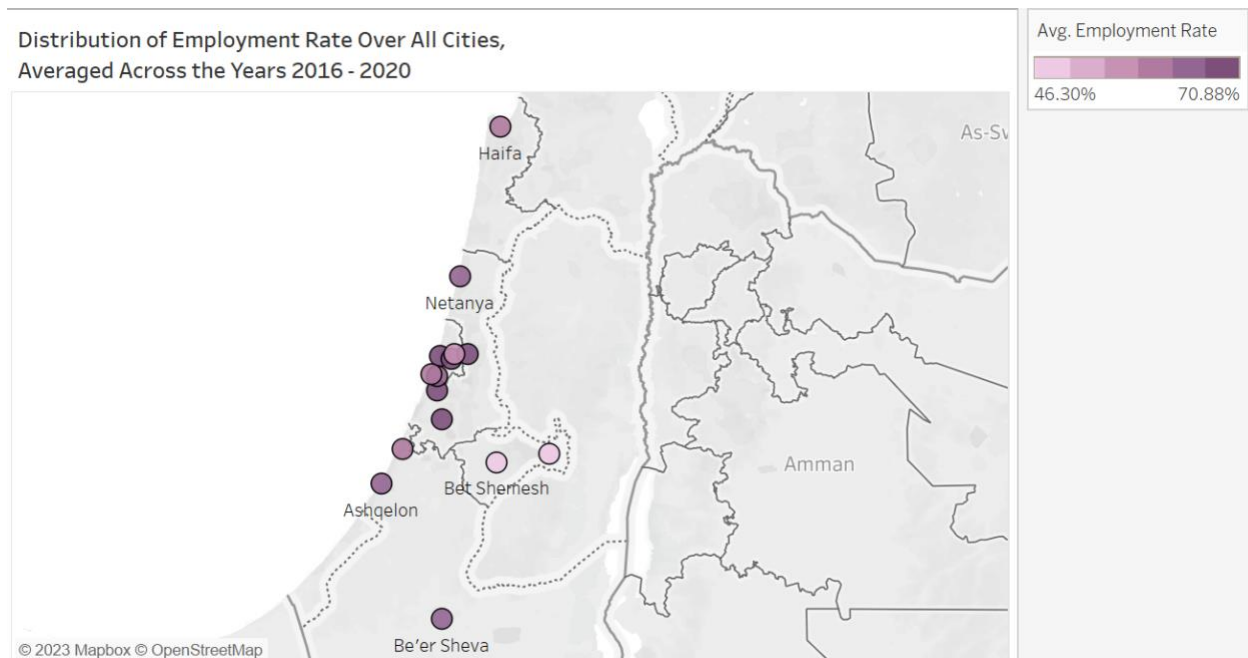 Distribution of Employment Rate Over All Cities,
Averaged Across the Years 2016 - 2020
Avg. Employment Rate
46.30% 70.88%
As-Sw
Haifa
Netanya
Amman
Bet Shemesh
Ashqelon
Be'er Sheva
© 2023 Mapbox © OpenStreetMap